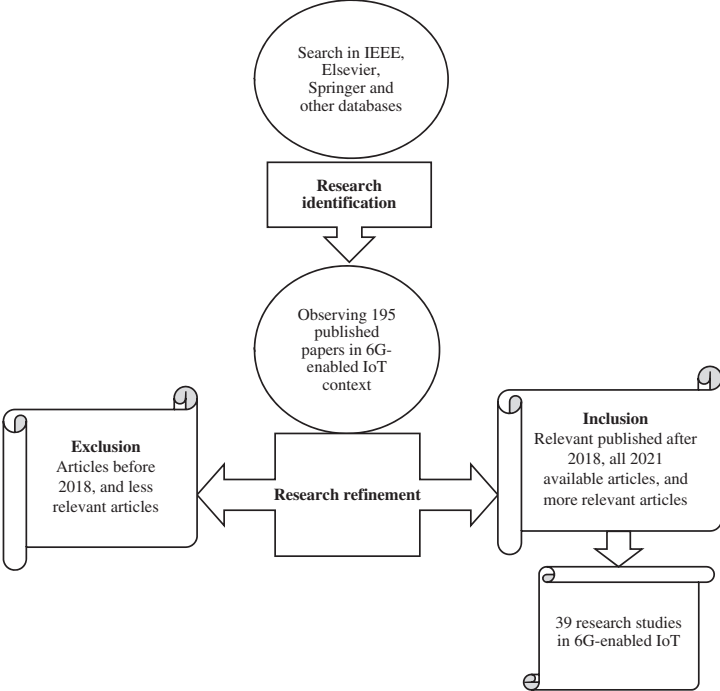 Search in IEEE,
Elsevier,
Springer and
other databases
Research
identification
Observing 195
published
papers in 6G-
enabled IoT
context
Exclusion
Articles before
2018, and less
relevant articles
Research refinement
Inclusion
Relevant published after
2018, all 2021
available articles, and
more relevant articles
39 research studies
in 6G-enabled IoT